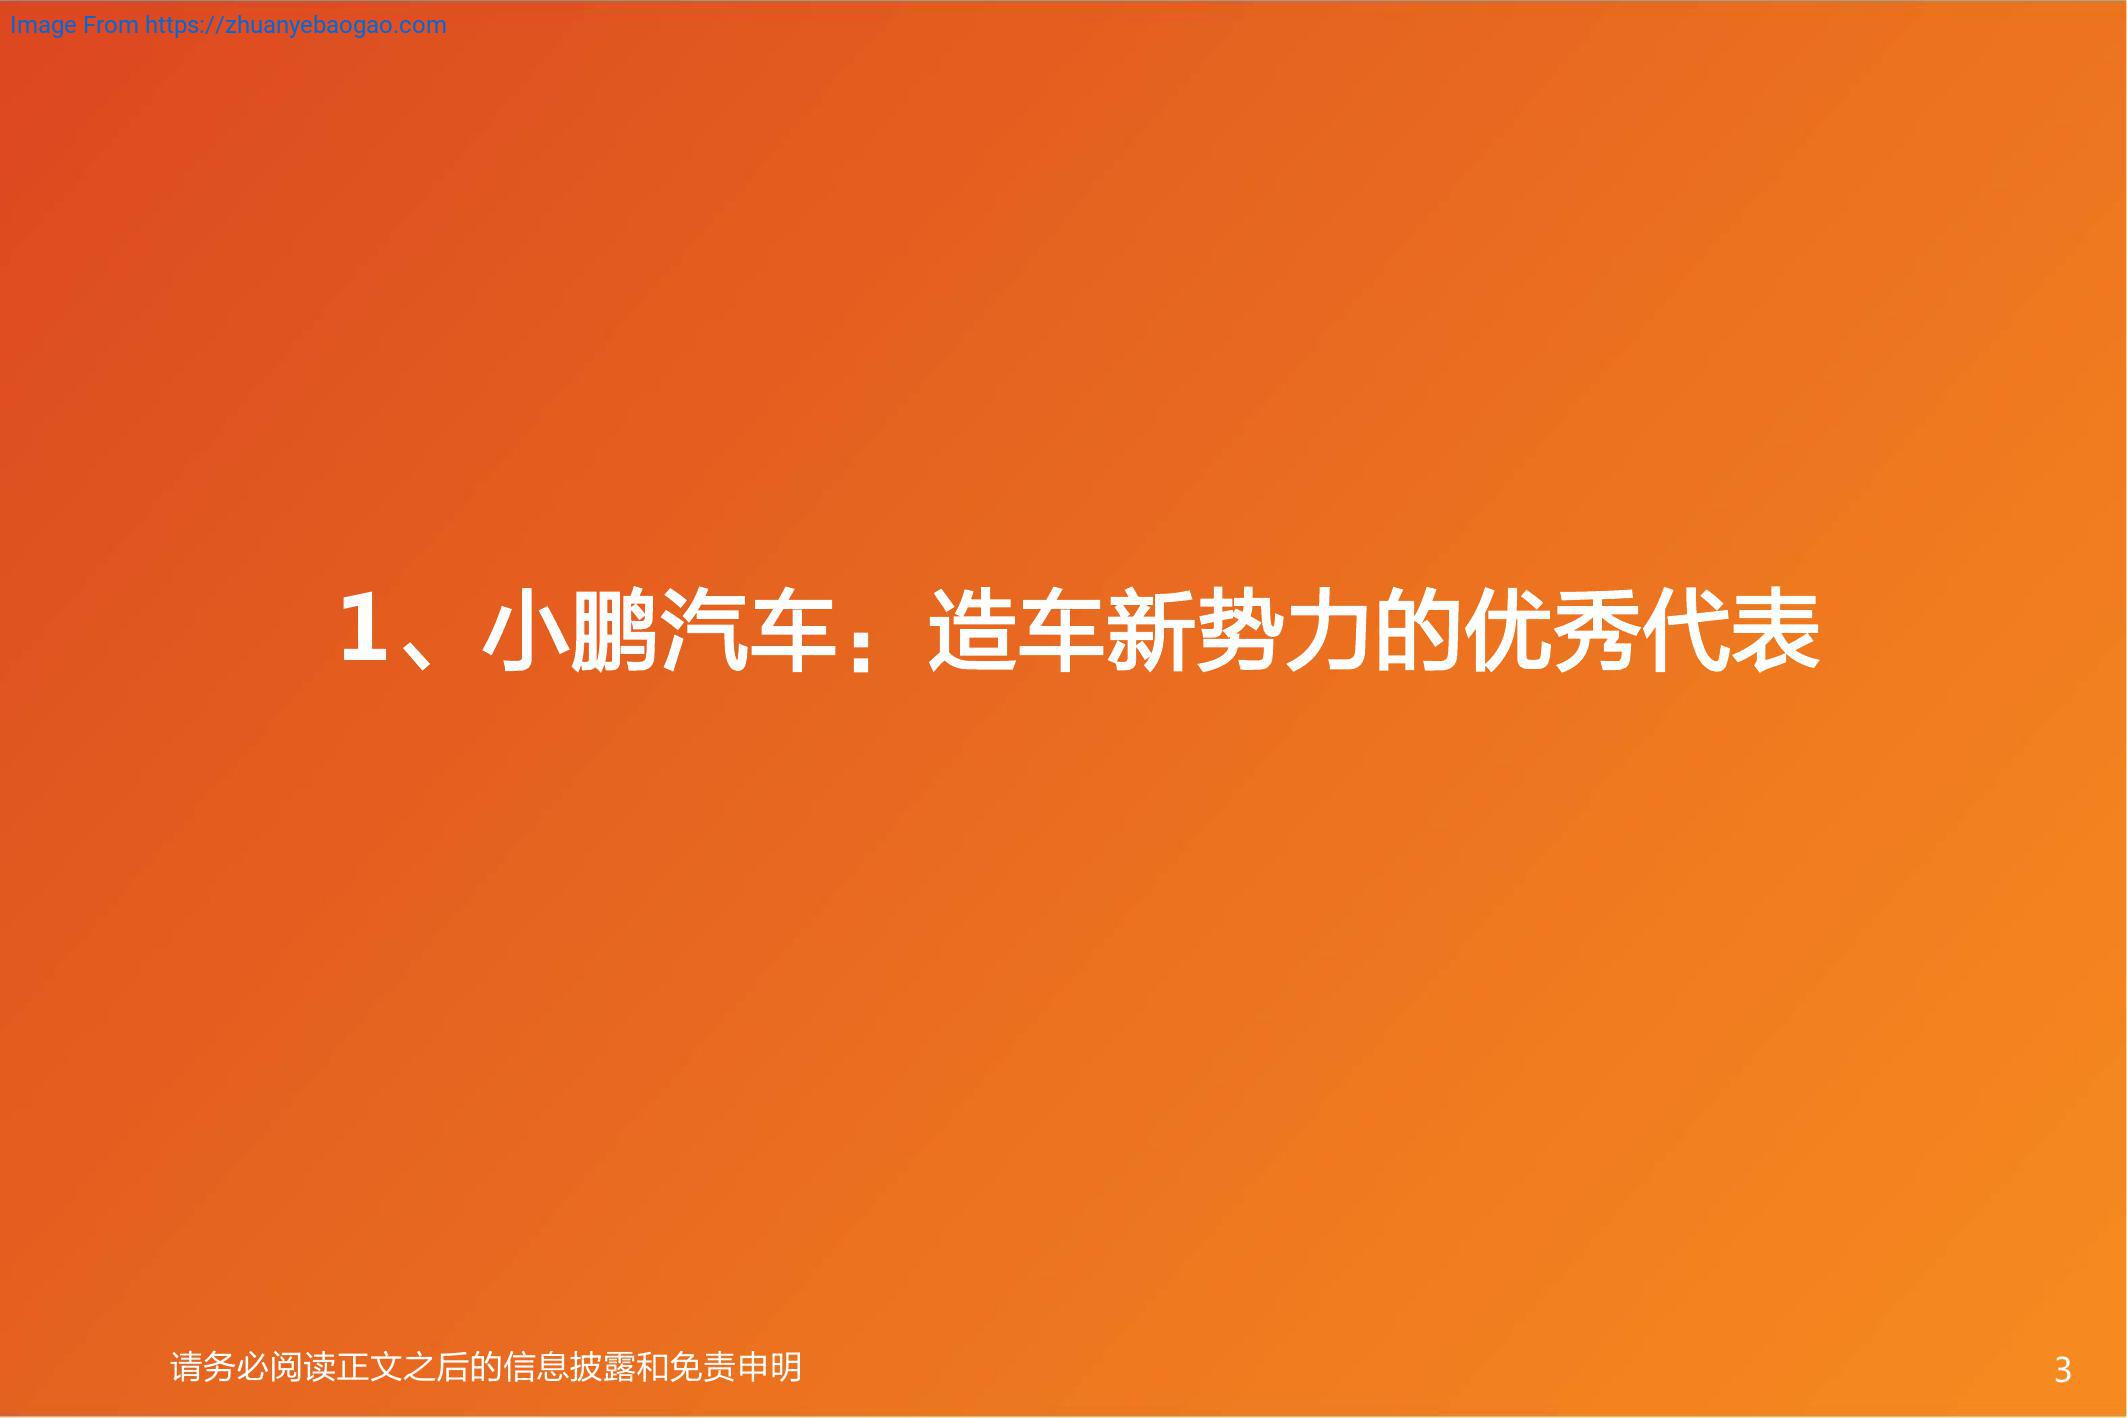 Image From https://zhuanyebaogao.com
1、小鹏汽车：造车新势力的优秀代表
请务必阅读正文之后的信息披露和免责申明
3